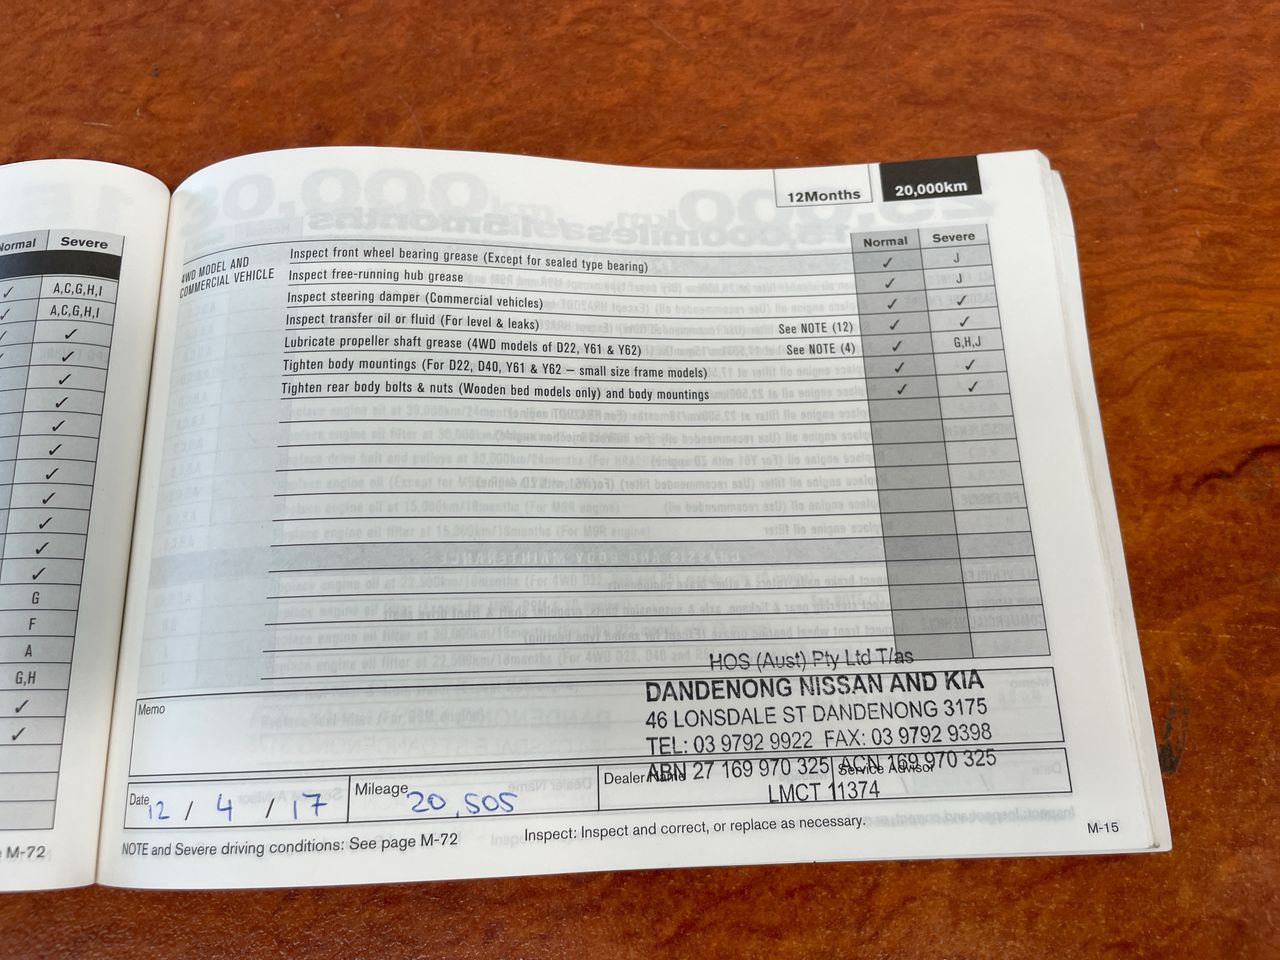 Normal Severe
✓ A,C,G,H,I
✓ A,C,G,H,I
✓ ✓
✓ ✓
✓
✓
✓
✓
✓
✓
✓
✓
✓
G
F
A
G,H
✓
✓
M-72
12Months 20,000km
Normal Severe
4WD MODEL AND COMMERCIAL VEHICLE
Inspect front wheel bearing grease (Except for sealed type bearing) ✓ J
Inspect free-running hub grease ✓ J
Inspect steering damper (Commercial vehicles) ✓ ✓
Inspect transfer oil or fluid (For level & leaks) See NOTE (12) ✓ ✓
Lubricate propeller shaft grease (4WD models of D22, Y61 & Y62) See NOTE (4) ✓ G,H,J
Tighten body mountings (For D22, D40, Y61 & Y62 – small size frame models) ✓ ✓
Tighten rear body bolts & nuts (Wooden bed models only) and body mountings ✓ ✓
Memo
HOS (Aust) Pty Ltd T/as
DANDENONG NISSAN AND KIA
46 LONSDALE ST DANDENONG 3175
TEL: 03 9792 9922 FAX: 03 9792 9398
ABN 27 169 970 325 ACN 169 970 325
LMCT 11374
Date 12 / 4 / 17 Mileage 20,505 Dealer Name Service Advisor
NOTE and Severe driving conditions: See page M-72 Inspect: Inspect and correct, or replace as necessary. M-15